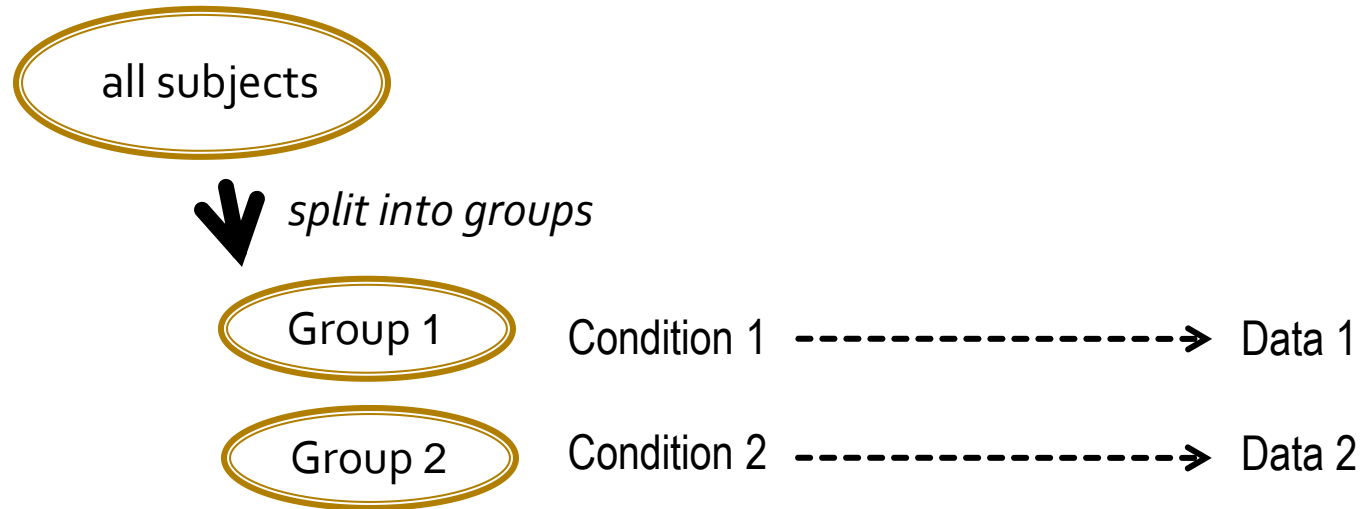 all subjects
split into groups
Group 1 Condition 1 Data 1
Group 2 Condition 2 Data 2